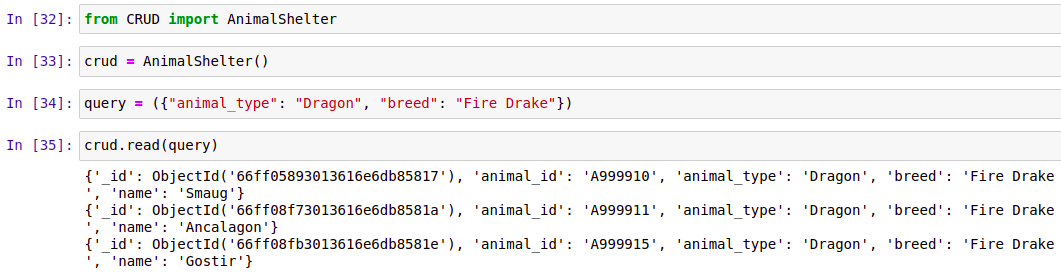 In [32]: from CRUD import AnimalShelter
In [33]: crud = AnimalShelter()
In [34]: query = ({"animal_type": "Dragon", "breed": "Fire Drake"})
In [35]: crud.read(query)
{'_id': ObjectId('66ff05893013616e6db85817'), 'animal_id': 'A999910', 'animal_type': 'Dragon', 'breed': 'Fire Drake
', 'name': 'Smaug'}
{'_id': ObjectId('66ff08f73013616e6db8581a'), 'animal_id': 'A999911', 'animal_type': 'Dragon', 'breed': 'Fire Drake
', 'name': 'Ancalagon'}
{'_id': ObjectId('66ff08fb3013616e6db8581e'), 'animal_id': 'A999915', 'animal_type': 'Dragon', 'breed': 'Fire Drake
', 'name': 'Gostir'}